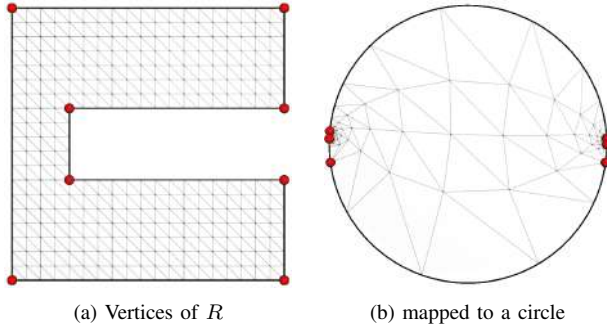 (a) Vertices of R
(b) mapped to a circle